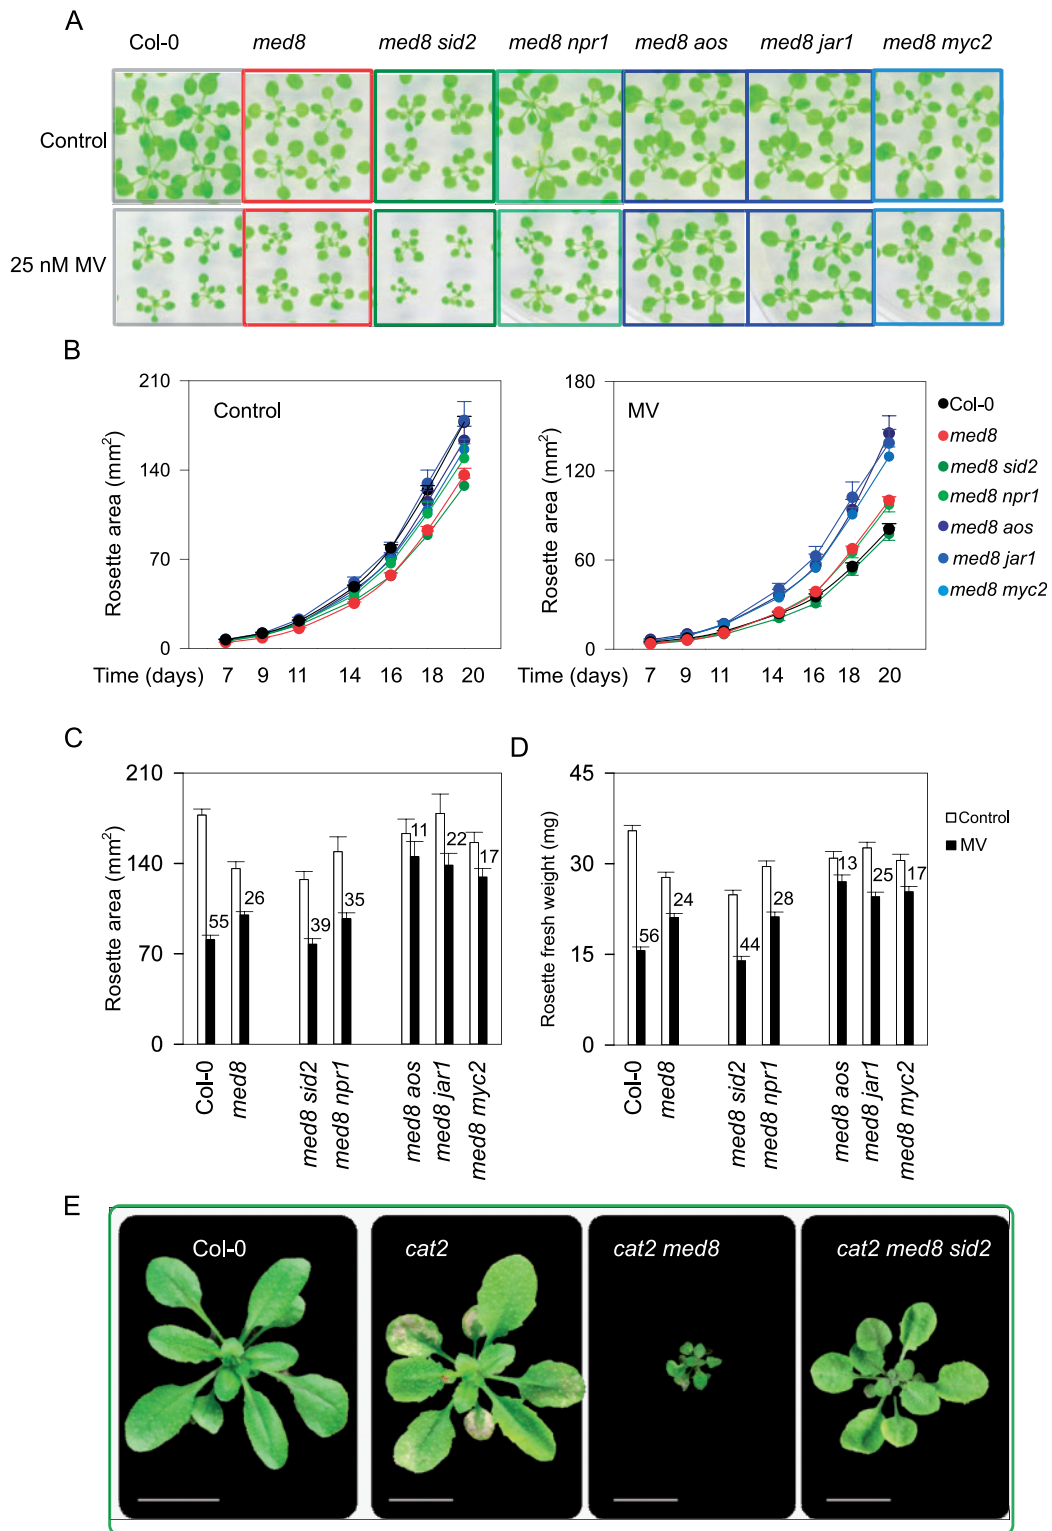 A
Col-0 med8 med8 sid2 med8 npr1 med8 aos med8 jar1 med8 myc2
Control
25 nM MV
B
210
140
70
0
Rosette area (mm²)
Control
Time (days) 7 9 11 14 16 18 20
180
120
60
0
Rosette area (mm²)
MV
Time (days) 7 9 11 14 16 18 20
Col-0
med8
med8 sid2
med8 npr1
med8 aos
med8 jar1
med8 myc2
C
210
140
70
0
Rosette area (mm²)
55 26 39 35 11 22 17
Col-0
med8
med8 sid2
med8 npr1
med8 aos
med8 jar1
med8 myc2
D
45
30
15
0
Rosette fresh weight (mg)
56 24 44 28 13 25 17
Col-0
med8
med8 sid2
med8 npr1
med8 aos
med8 jar1
med8 myc2
Control
MV
E
Col-0 cat2 cat2 med8 cat2 med8 sid2